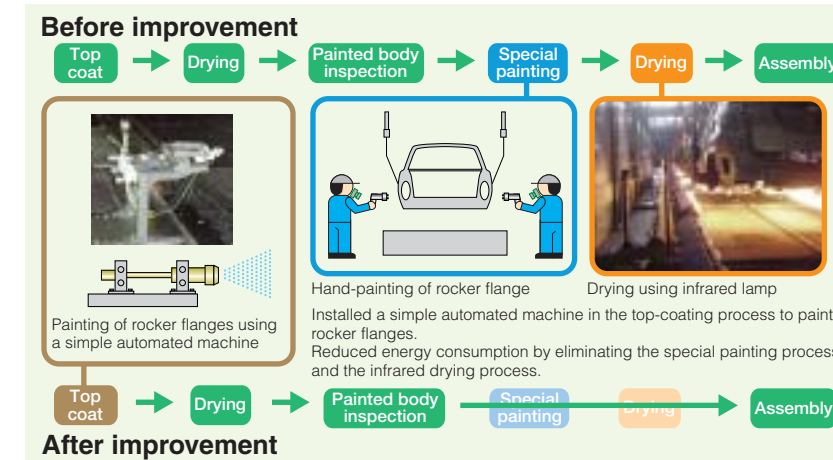 Before improvement
Top
coat
Drying
Painted body
inspection
Special
painting
Drying
Assembly
Hand-painting of rocker flange
Drying using infrared lamp
Painting of rocker flanges using
a simple automated machine
Installed a simple automated machine in the top-coating process to paint
rocker flanges.
Reduced energy consumption by eliminating the special painting process
and the infrared drying process.
Top
coat
Drying
Painted body
inspection
Special
painting
Drying
Assembly
After improvement